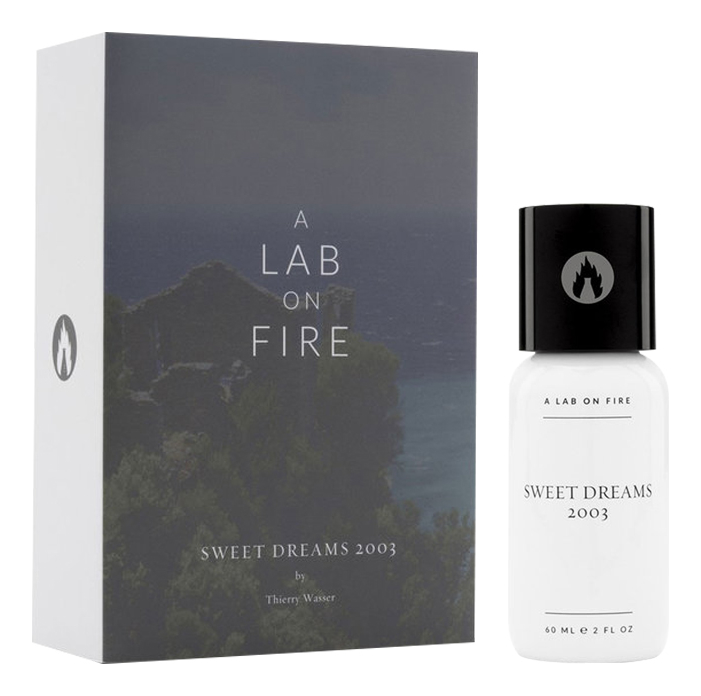 A
LAB
ON
FIRE
SWEET DREAMS 2003
by
Thierry Wasser
A LAB ON FIRE
SWEET DREAMS
2003
60 ML ℮ 2 FL OZ